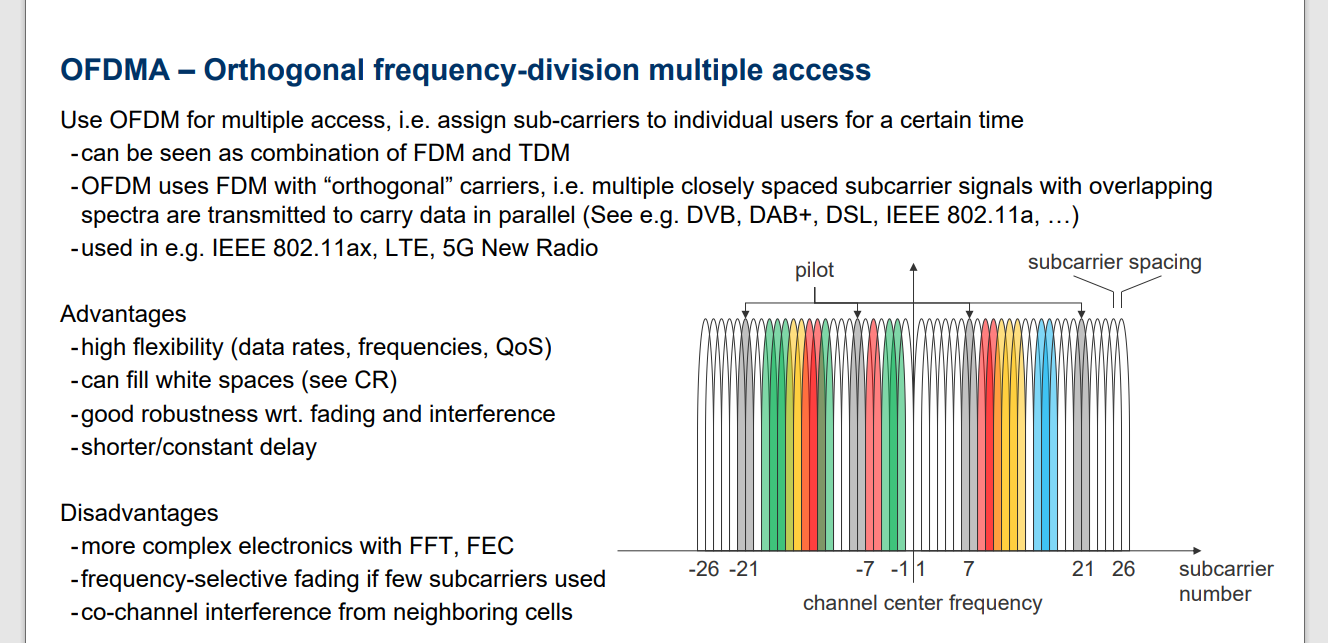 OFDMA – Orthogonal frequency-division multiple access
Use OFDM for multiple access, i.e. assign sub-carriers to individual users for a certain time
-can be seen as combination of FDM and TDM
-OFDM uses FDM with “orthogonal” carriers, i.e. multiple closely spaced subcarrier signals with overlapping
spectra are transmitted to carry data in parallel (See e.g. DVB, DAB+, DSL, IEEE 802.11a, …)
-used in e.g. IEEE 802.11ax, LTE, 5G New Radio
Advantages
-high flexibility (data rates, frequencies, QoS)
-can fill white spaces (see CR)
-good robustness wrt. fading and interference
-shorter/constant delay
Disadvantages
-more complex electronics with FFT, FEC
-frequency-selective fading if few subcarriers used
-co-channel interference from neighboring cells
pilot
subcarrier spacing
-26 -21 -7 -1 1 7 21 26
subcarrier
number
channel center frequency